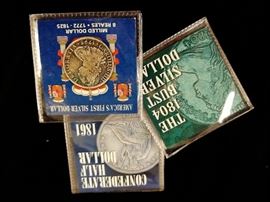 AMERICA'S FIRST SILVER DOLLAR
8 REALES • 1772 - 1825
MILLED DOLLAR
THE 1804
BUST
SILVER
DOLLAR
CONFEDERATE
HALF
DOLLAR
1861